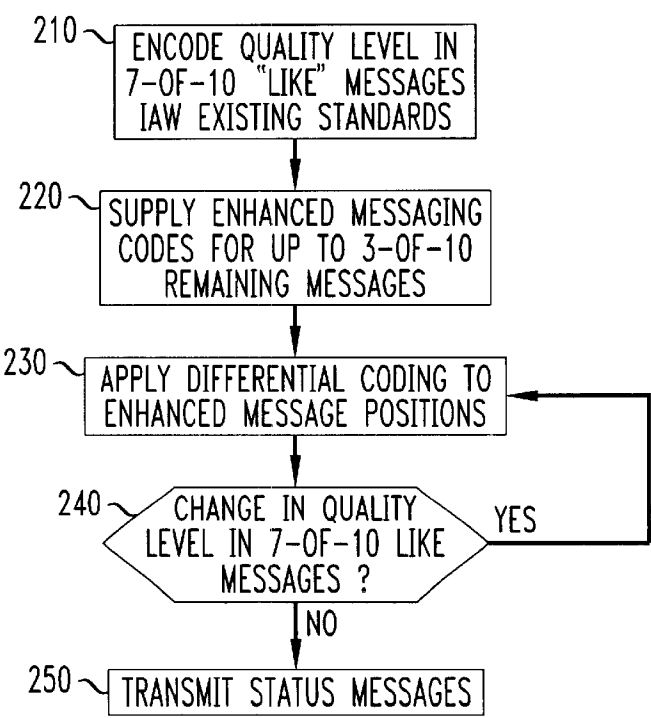 210
ENCODE QUALITY LEVEL IN
7-OF-10 "LIKE" MESSAGES
IAW EXISTING STANDARDS
220
SUPPLY ENHANCED MESSAGING
CODES FOR UP TO 3-OF-10
REMAINING MESSAGES
230
APPLY DIFFERENTIAL CODING TO
ENHANCED MESSAGE POSITIONS
240
CHANGE IN QUALITY
LEVEL IN 7-OF-10 LIKE
MESSAGES ?
YES
NO
250
TRANSMIT STATUS MESSAGES